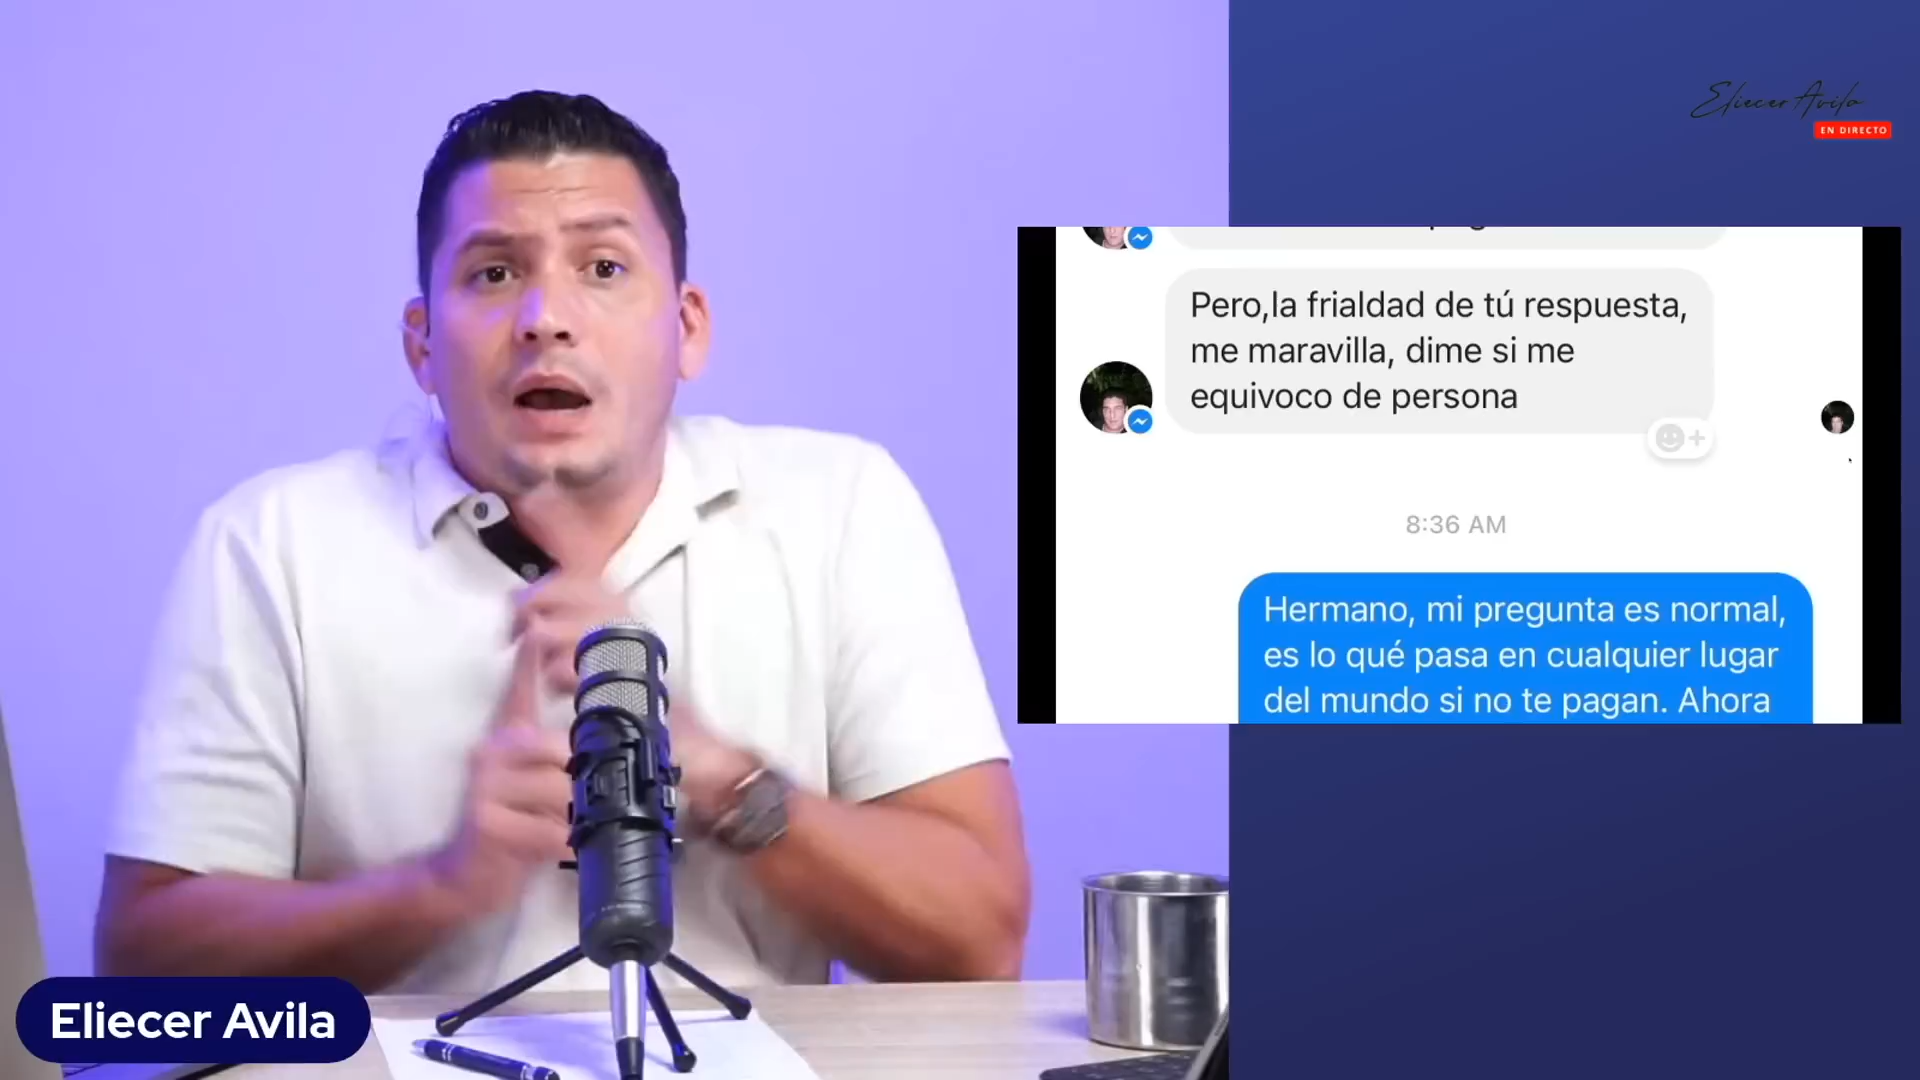 Eliecer Avila
EN DIRECTO
Pero,la frialdad de tú respuesta,
me maravilla, dime si me
equivoco de persona
8:36 AM
Hermano, mi pregunta es normal,
es lo qué pasa en cualquier lugar
del mundo si no te pagan. Ahora
Eliecer Avila